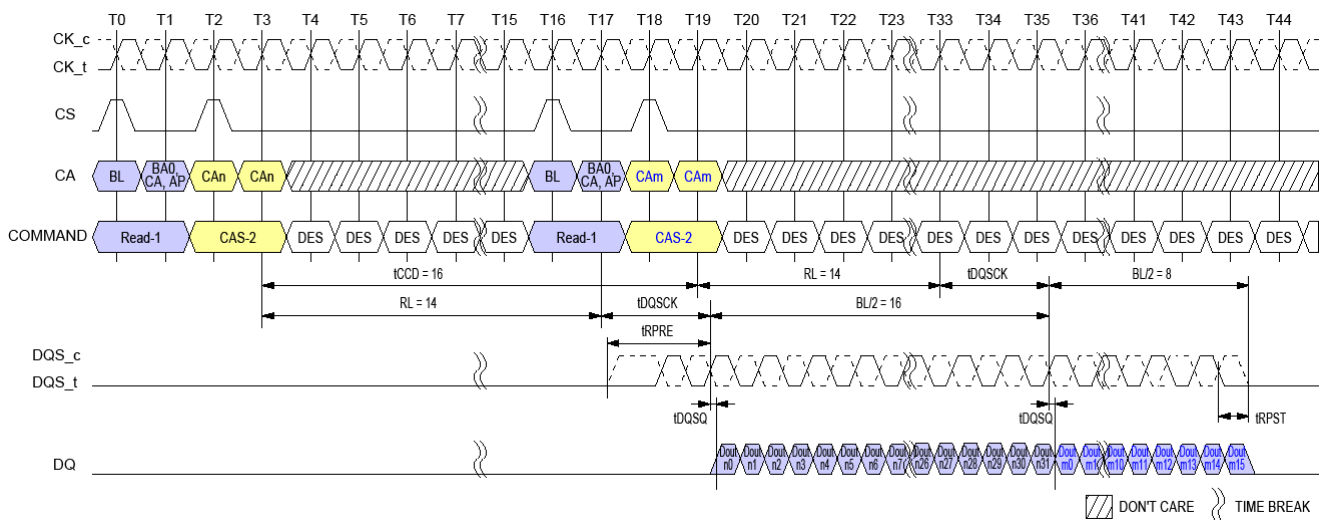 T0 T1 T2 T3 T4 T5 T6 T7 T15 T16 T17 T18 T19 T20 T21 T22 T23 T33 T34 T35 T36 T41 T42 T43 T44
CK_c
CK_t
CS
CA BL BA0, CA, AP CAn CAn BL BA0, CA, AP CAm CAm
COMMAND Read-1 CAS-2 DES DES DES DES DES Read-1 CAS-2 DES DES DES DES DES DES DES DES DES DES DES DES
tCCD = 16 RL = 14 tDQSCK BL/2 = 8
RL = 14 tDQSCK BL/2 = 16
tRPRE
DQS_c
DQS_t
tDQSQ tDQSQ tRPST
DQ Dout n0 Dout n1 Dout n2 Dout n3 Dout n4 Dout n5 Dout n6 Dout n7 Dout n26 Dout n27 Dout n28 Dout n29 Dout n30 Dout n31 Dout m0 Dout m1 Dout m10 Dout m11 Dout m12 Dout m13 Dout m14 Dout m15
DON'T CARE TIME BREAK